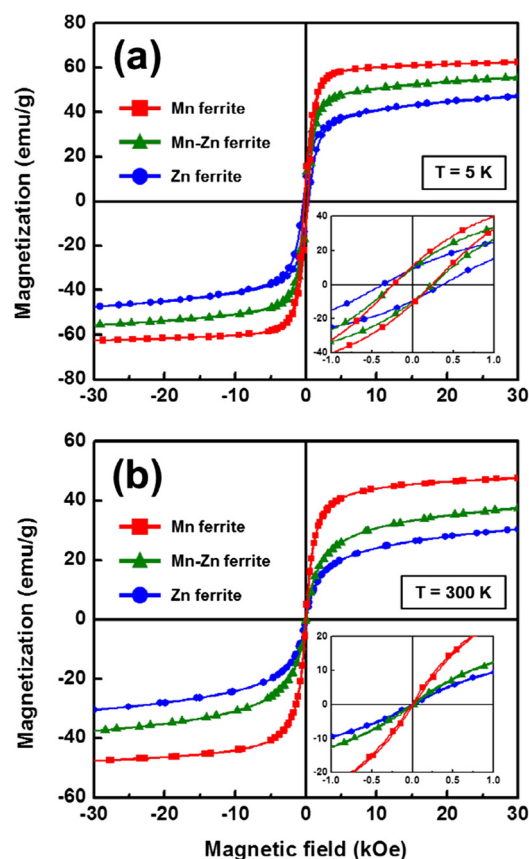 (a)
Magnetization (emu/g)
80
60
40
20
0
-20
-40
-60
-80
Mn ferrite
Mn-Zn ferrite
Zn ferrite
T = 5 K
40
20
0
-20
-40
-1.0 -0.5 0.0 0.5 1.0
-30 -20 -10 0 10 20 30
(b)
Magnetization (emu/g)
60
40
20
0
-20
-40
-60
Mn ferrite
Mn-Zn ferrite
Zn ferrite
T = 300 K
20
10
0
-10
-20
-1.0 -0.5 0.0 0.5 1.0
-30 -20 -10 0 10 20 30
Magnetic field (kOe)